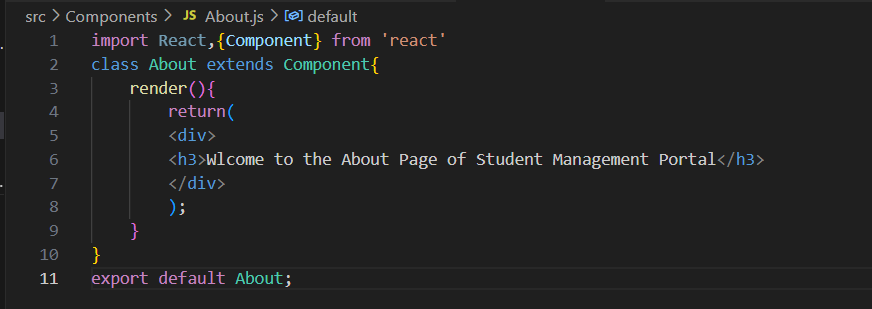 src > Components > JS About.js > default
1 import React,{Component} from 'react'
2 class About extends Component{
3     render(){
4         return(
5         <div>
6         <h3>Wlcome to the About Page of Student Management Portal</h3>
7         </div>
8         );
9     }
10 }
11 export default About;